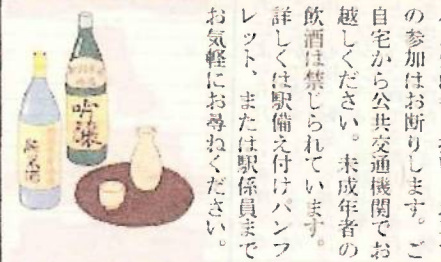 の参加はお断りします。ご
自宅から公共交通機関でお
越しください。未成年者の
飲酒は禁じられています。
詳しくは駅備え付けパンフ
レット、または駅係員まで
お気軽にお尋ねください。
吟醸
純米酒